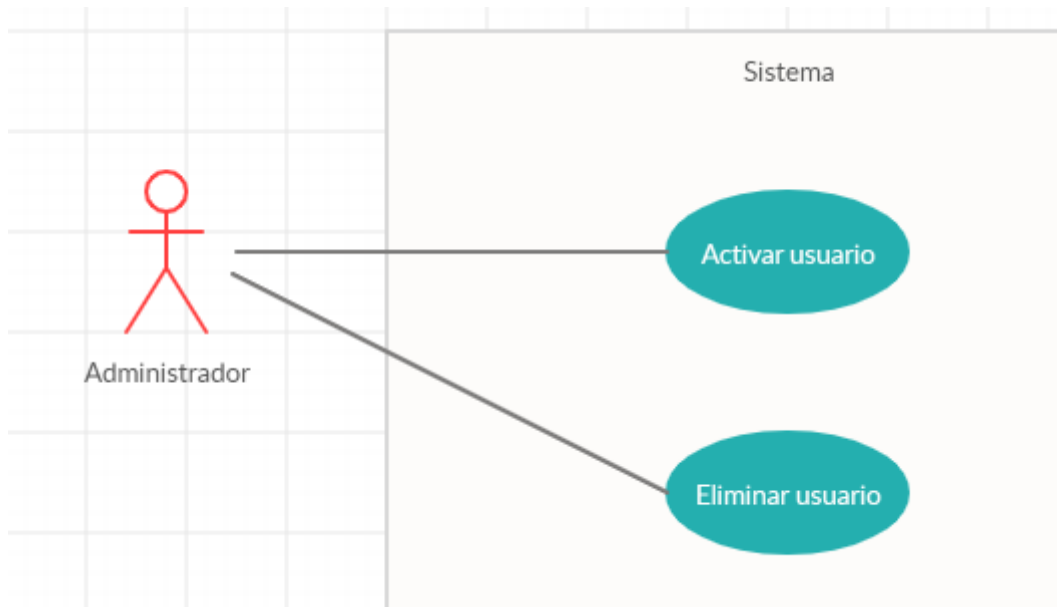 Sistema
Activar usuario
Administrador
Eliminar usuario